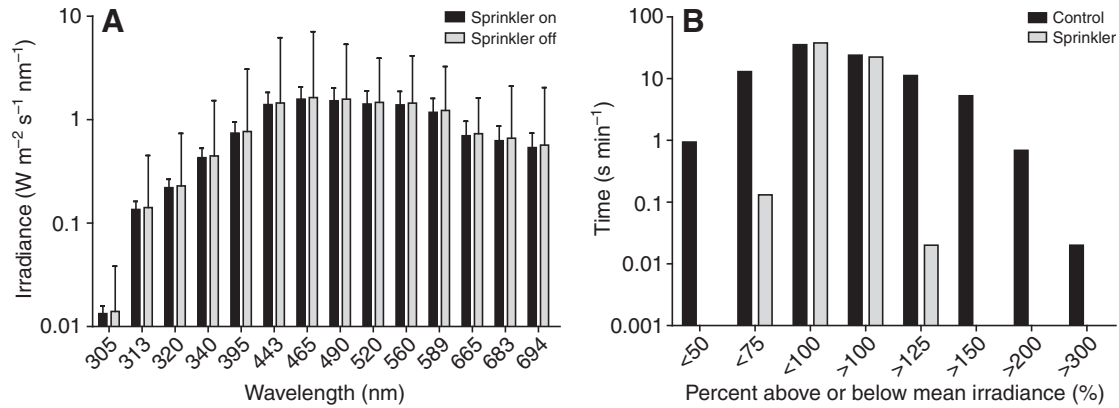 A
Sprinkler on
Sprinkler off
Irradiance (W m⁻² s⁻¹ nm⁻¹)
10
1
0.1
0.01
305 313 320 340 395 443 465 490 520 560 589 665 683 694
Wavelength (nm)
B
Control
Sprinkler
Time (s min⁻¹)
100
10
1
0.1
0.01
0.001
<50 <75 <100 >100 >125 >150 >200 >300
Percent above or below mean irradiance (%)